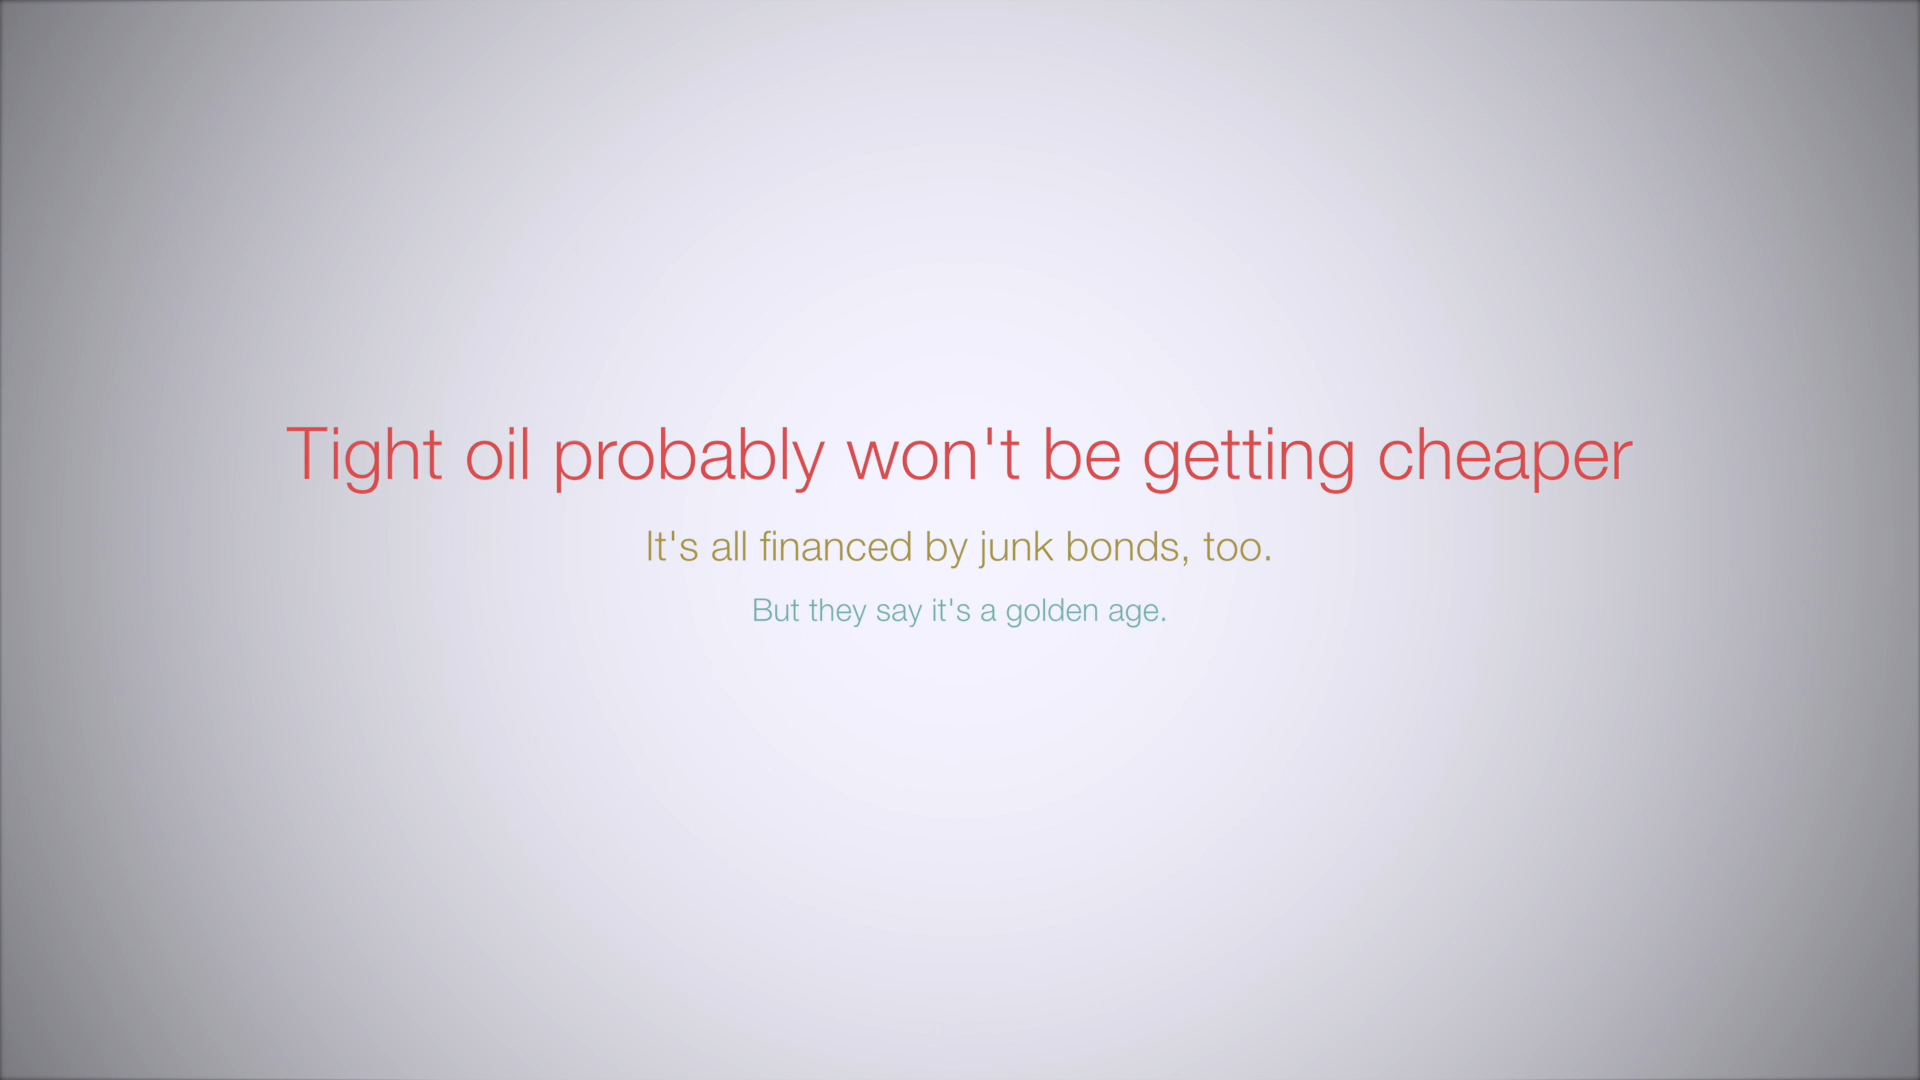 Tight oil probably won't be getting cheaper
It's all financed by junk bonds, too.
But they say it's a golden age.